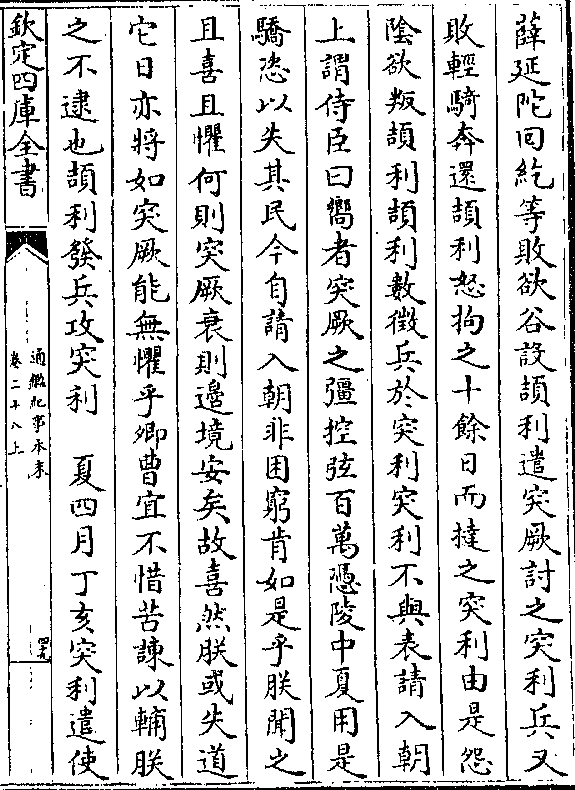 薛延陀回紇等敗欲谷設頡利遣突厥討之突利兵又
敗輕騎奔還頡利怒拘之十餘日而撻之突利由是怨
陰欲叛頡利頡利數徵兵於突利突利不與表請入朝
上謂侍臣曰嚮者突厥之彊控弦百萬憑陵中夏用是
驕恣以失其民今自請入朝非困窮肯如是乎朕聞之
且喜且懼何則突厥衰則邊境安矣故喜然朕或失道
它日亦將如突厥能無懼乎卿曹宜不惜苦諫以輔朕
之不逮也頡利發兵攻突利　夏四月丁亥突利遣使
欽定四庫全書
通鑑紀事本末
卷二十八上
四九